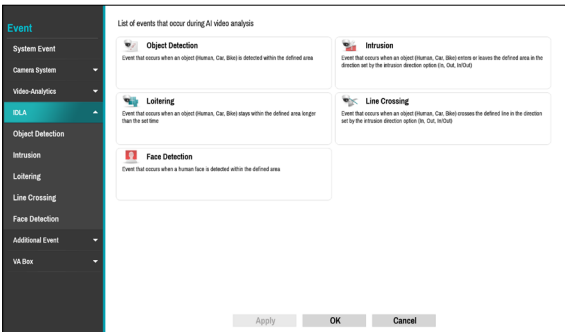 Event
System Event
Camera System
Video-Analytics
IDLA
Object Detection
Intrusion
Loitering
Line Crossing
Face Detection
Additional Event
VA Box
List of events that occur during AI video analysis
Object Detection
Event that occurs when an object (Human, Car, Bike) is detected within the defined area
Intrusion
Event that occurs when an object (Human, Car, Bike) enters or leaves the defined area in the
direction set by the intrusion direction option (In, Out, In/Out)
Loitering
Event that occurs when an object (Human, Car, Bike) stays within the defined area longer
than the set time
Line Crossing
Event that occurs when an object (Human, Car, Bike) crosses the defined line in the direction
set by the intrusion direction option (In, Out, In/Out)
Face Detection
Event that occurs when a human face is detected within the defined area
Apply
OK
Cancel